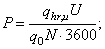 P = q_{hr,μ} U / q_0 N · 3600 ;